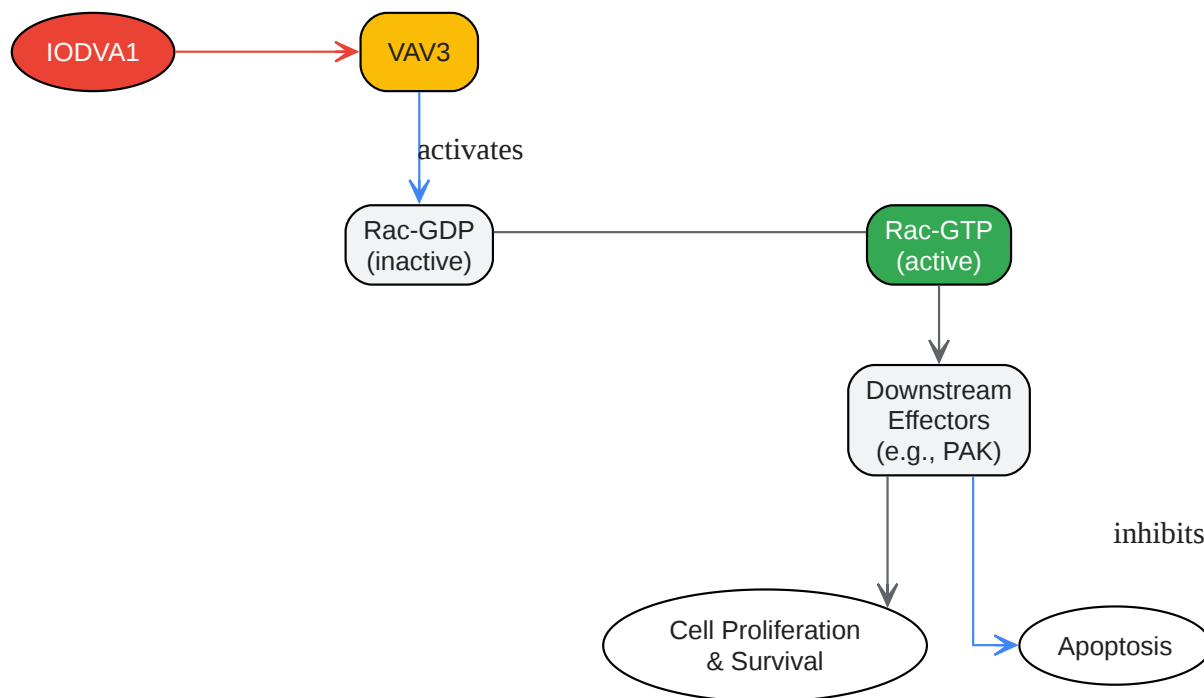 IODVA1
VAV3
activates
Rac-GDP
(inactive)
Rac-GTP
(active)
Downstream
Effectors
(e.g., PAK)
inhibits
Cell Proliferation
& Survival
Apoptosis